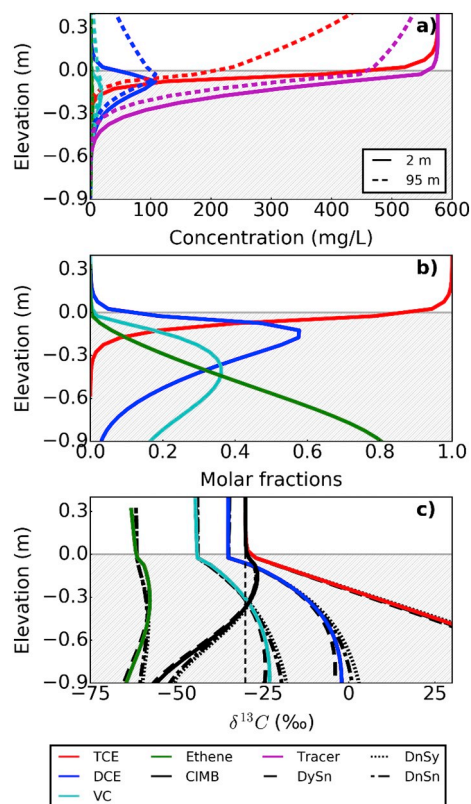 a)
Elevation (m)
0.3
0.0
−0.3
−0.6
−0.9
2 m
95 m
0 100 200 300 400 500 600
Concentration (mg/L)
b)
Elevation (m)
0.3
0.0
−0.3
−0.6
−0.9
0.0 0.2 0.4 0.6 0.8 1.0
Molar fractions
c)
Elevation (m)
0.3
0.0
−0.3
−0.6
−0.9
−75 −50 −25 0 25
δ¹³C (‰)
TCE Ethene Tracer DnSy
DCE CIMB DySn DnSn
VC